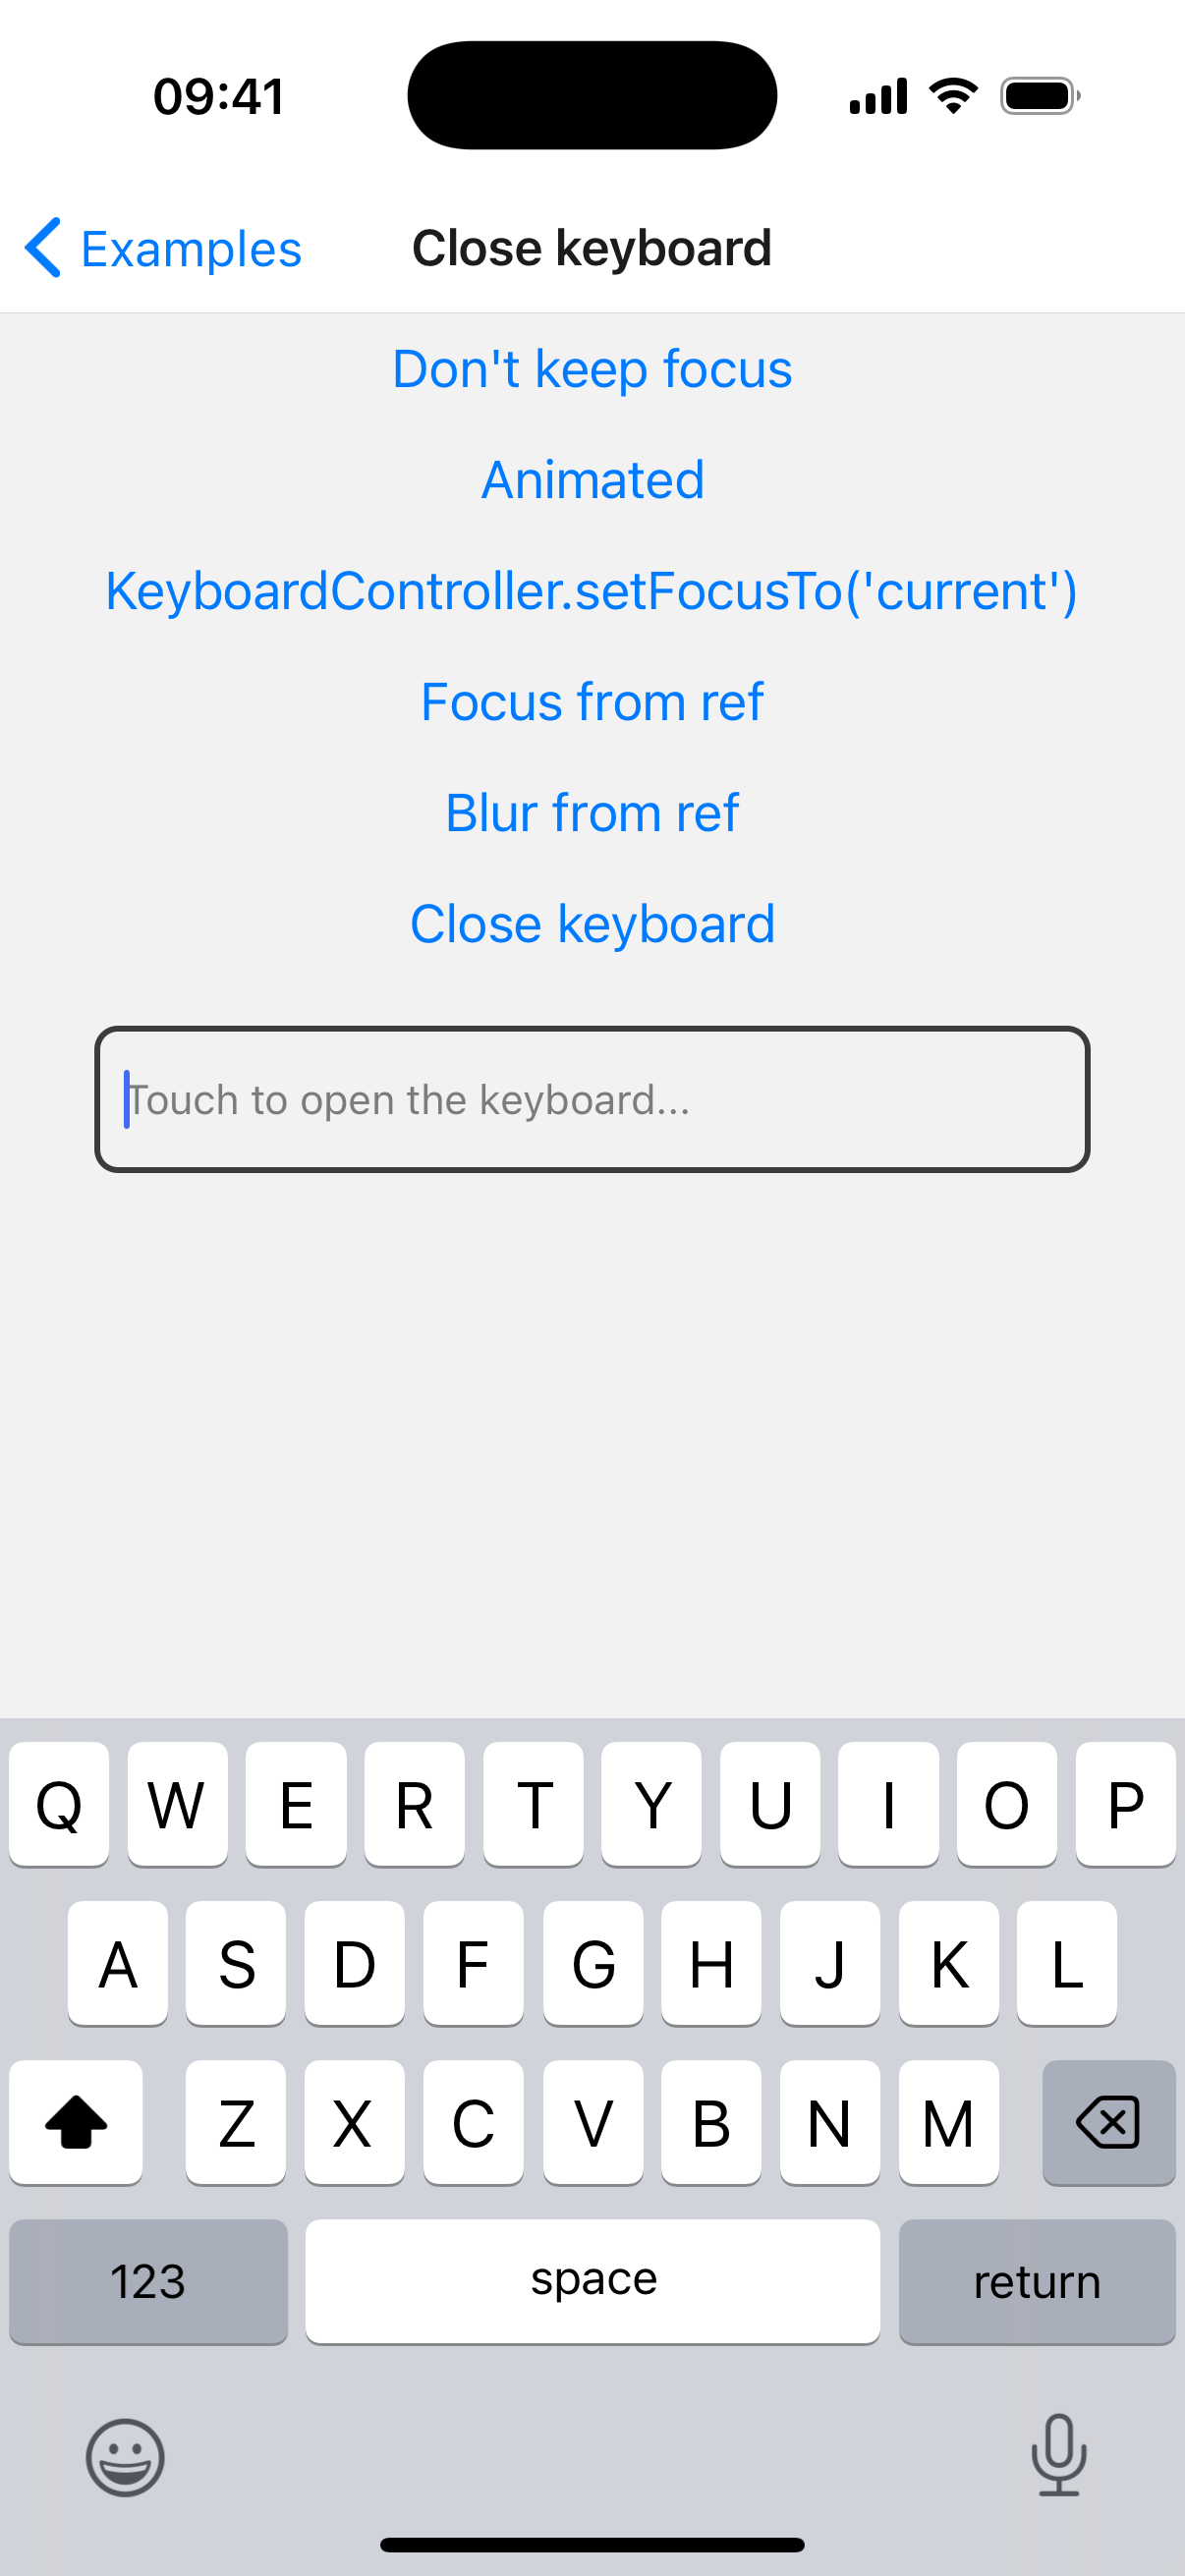 09:41
Examples Close keyboard
Don't keep focus
Animated
KeyboardController.setFocusTo('current')
Focus from ref
Blur from ref
Close keyboard
Touch to open the keyboard...
Q W E R T Y U I O P
A S D F G H J K L
Z X C V B N M
123 space return